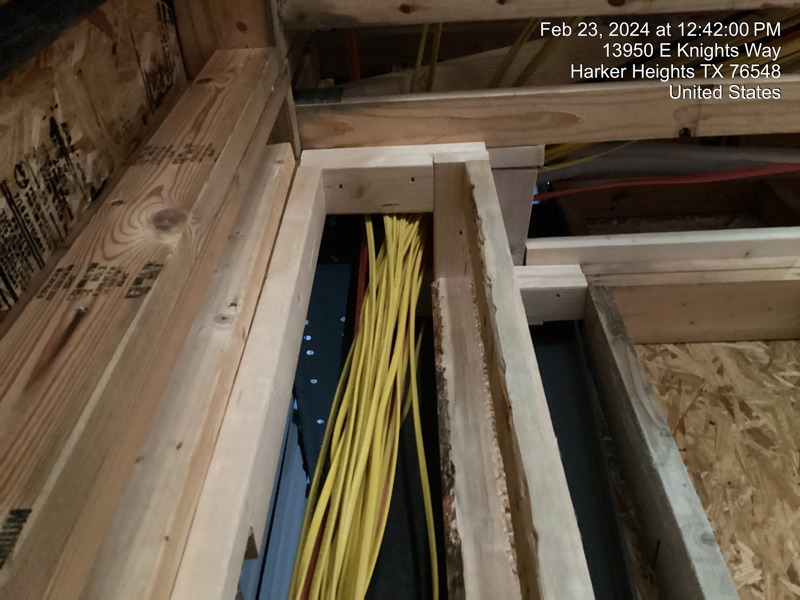 Feb 23, 2024 at 12:42:00 PM
13950 E Knights Way
Harker Heights TX 76548
United States